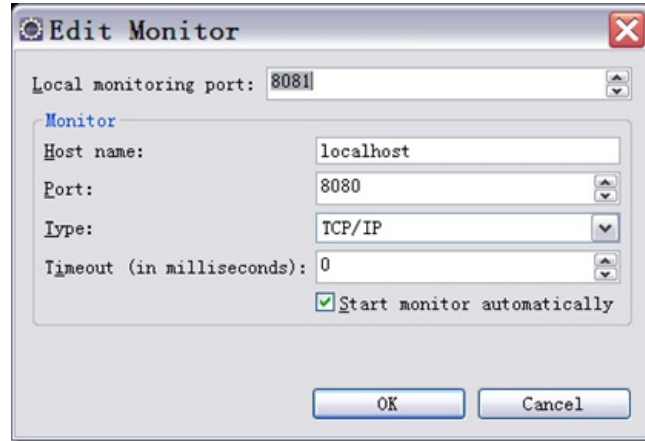 Edit Monitor
Local monitoring port: 8081
Monitor
Host name: localhost
Port: 8080
Type: TCP/IP
Timeout (in milliseconds): 0
Start monitor automatically
OK Cancel